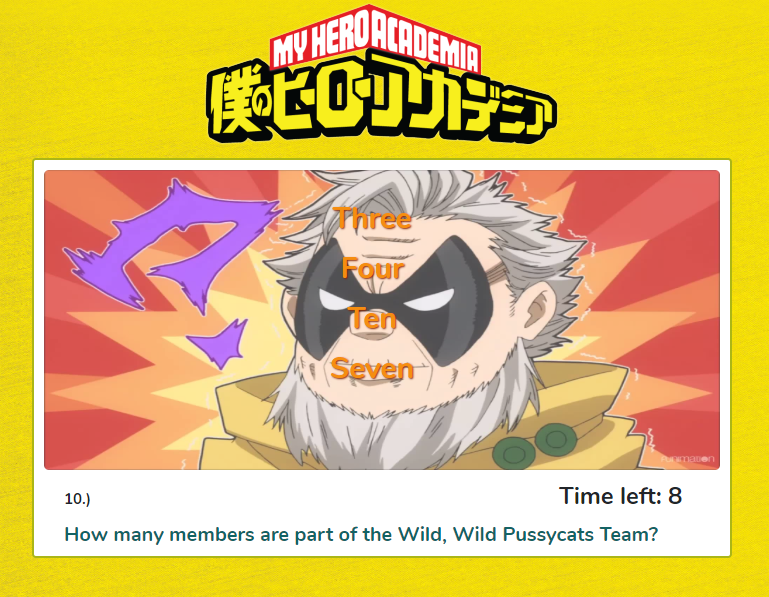 MY HERO ACADEMIA
僕のヒーローアカデミア
Three
Four
Ten
Seven
funimation
10.)
Time left: 8
How many members are part of the Wild, Wild Pussycats Team?